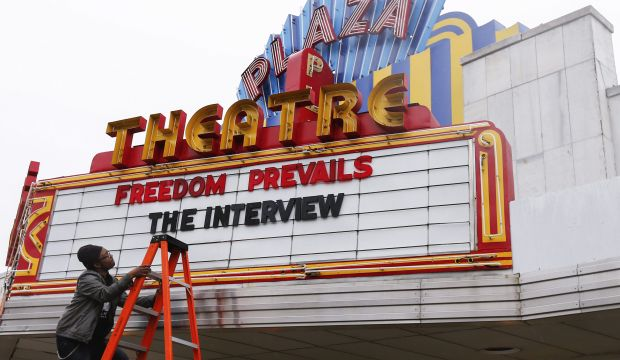 PLAZA
P
THEATRE
FREEDOM PREVAILS
THE INTERVIEW